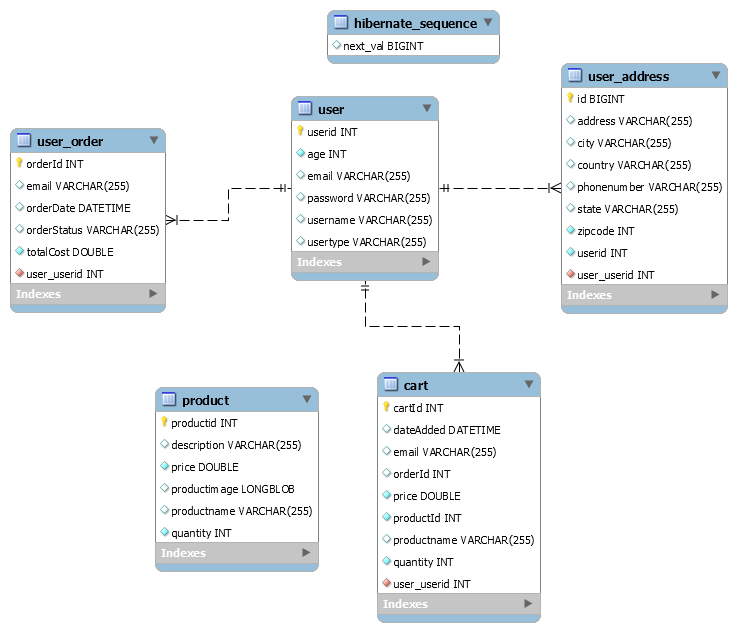 hibernate_sequence
next_val BIGINT
user_address
id BIGINT
address VARCHAR(255)
city VARCHAR(255)
country VARCHAR(255)
phonenumber VARCHAR(255)
state VARCHAR(255)
zipcode INT
userid INT
user_userid INT
Indexes
user
userid INT
age INT
email VARCHAR(255)
password VARCHAR(255)
username VARCHAR(255)
usertype VARCHAR(255)
Indexes
user_order
orderId INT
email VARCHAR(255)
orderDate DATETIME
orderStatus VARCHAR(255)
totalCost DOUBLE
user_userid INT
Indexes
product
productid INT
description VARCHAR(255)
price DOUBLE
productimage LONGBLOB
productname VARCHAR(255)
quantity INT
Indexes
cart
cartId INT
dateAdded DATETIME
email VARCHAR(255)
orderId INT
price DOUBLE
productId INT
productname VARCHAR(255)
quantity INT
user_userid INT
Indexes